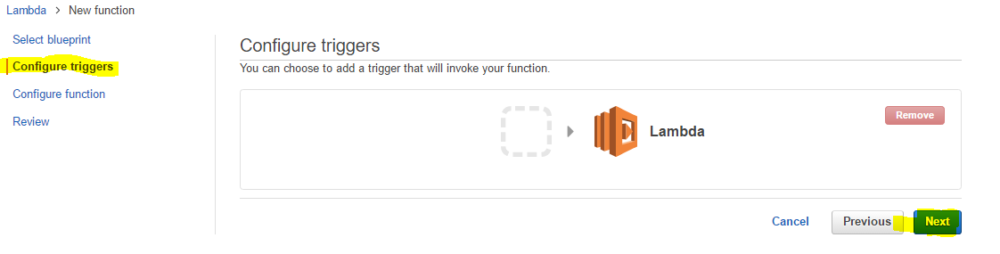 Lambda > New function
Select blueprint
Configure triggers
Configure function
Review
Configure triggers
You can choose to add a trigger that will invoke your function.
Remove
Lambda
Cancel
Previous
Next